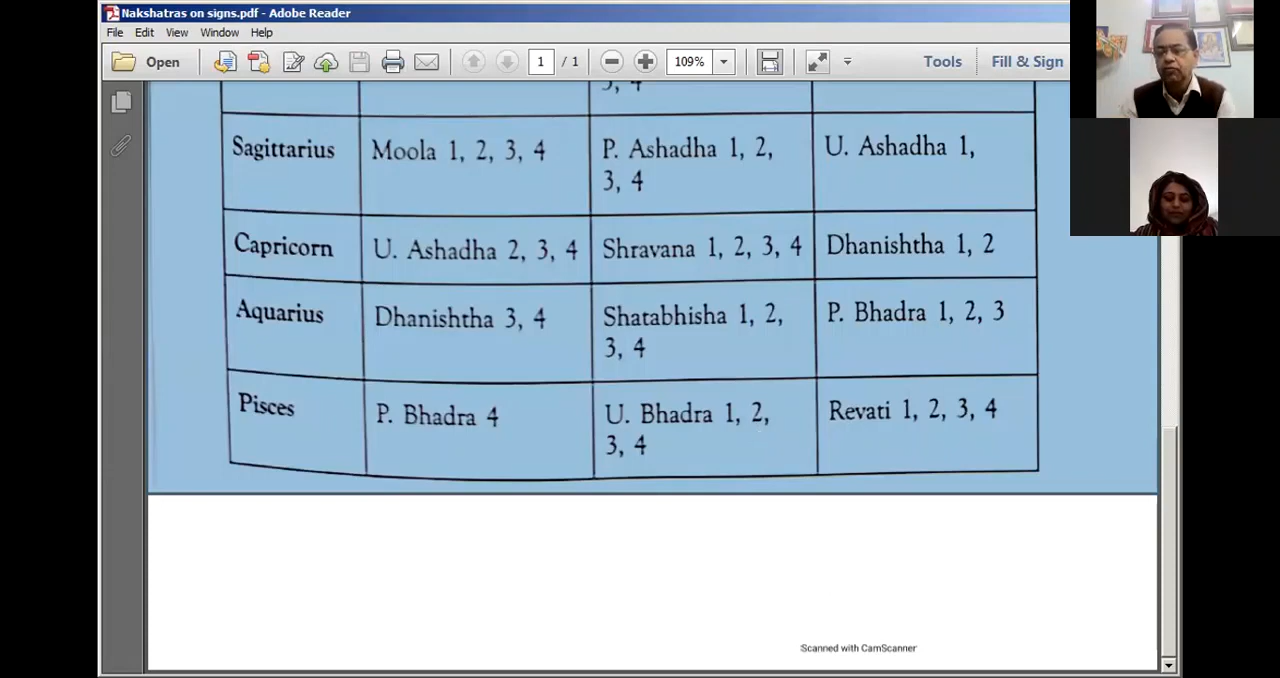 Nakshatras on signs.pdf - Adobe Reader
File Edit View Window Help
Open 1 / 1 109% Tools Fill & Sign
3, 4
Sagittarius Moola 1, 2, 3, 4 P. Ashadha 1, 2, U. Ashadha 1,
3, 4
Capricorn U. Ashadha 2, 3, 4 Shravana 1, 2, 3, 4 Dhanishtha 1, 2
Aquarius Dhanishtha 3, 4 Shatabhisha 1, 2, P. Bhadra 1, 2, 3
3, 4
Pisces P. Bhadra 4 U. Bhadra 1, 2, Revati 1, 2, 3, 4
3, 4
Scanned with CamScanner